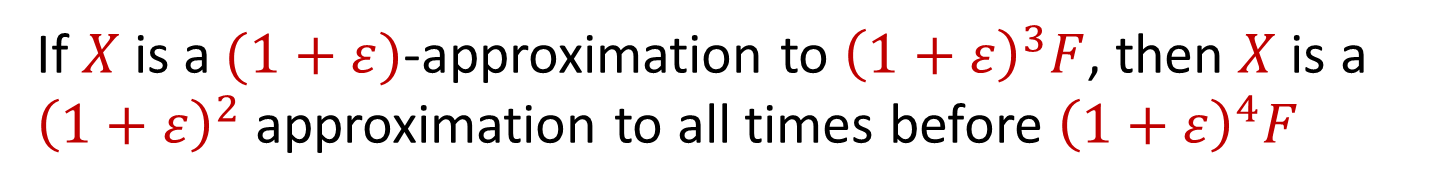 If X is a (1 + ε)-approximation to (1 + ε)³F, then X is a
(1 + ε)² approximation to all times before (1 + ε)⁴F